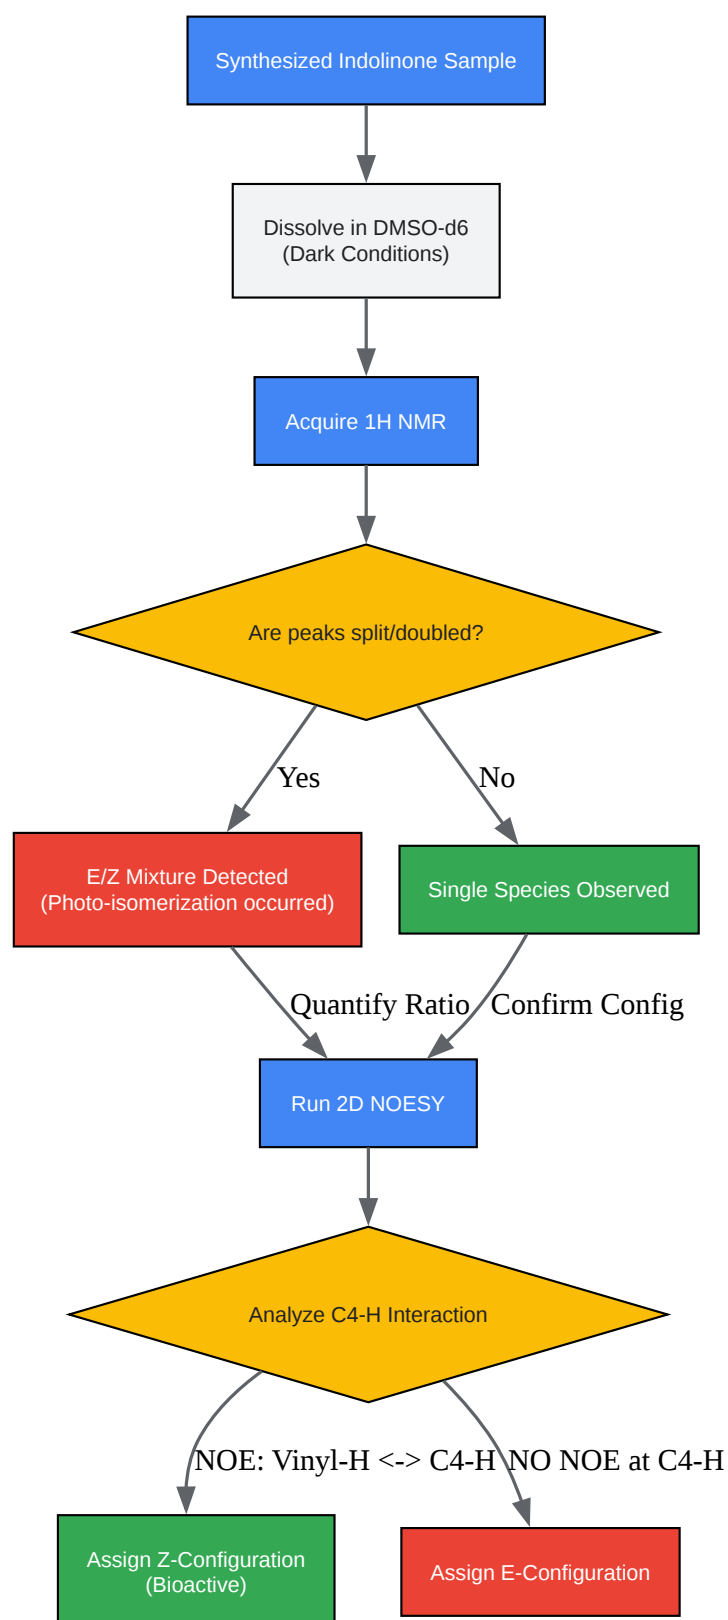 Synthesized Indolinone Sample
Dissolve in DMSO-d6
(Dark Conditions)
Acquire 1H NMR
Are peaks split/doubled?
Yes
No
E/Z Mixture Detected
(Photo-isomerization occurred)
Single Species Observed
Quantify Ratio
Confirm Config
Run 2D NOESY
Analyze C4-H Interaction
NOE: Vinyl-H <-> C4-H
NO NOE at C4-H
Assign Z-Configuration
(Bioactive)
Assign E-Configuration